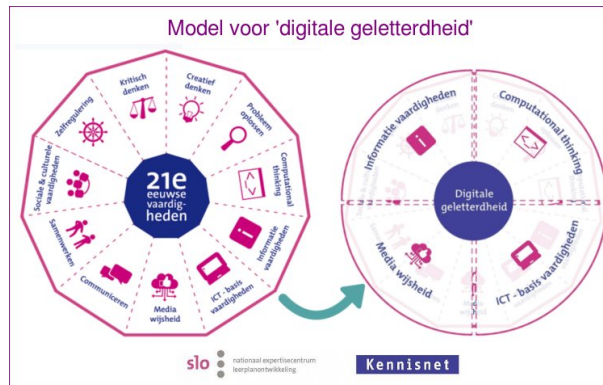 Model voor 'digitale geletterdheid'
Kritisch
denken
Creatief
denken
Probleem
oplossen
Computational
thinking
Informatie
vaardigheden
ICT - basis
vaardigheden
Media
wijsheid
Communiceren
Samenwerken
Sociale & culturele
vaardigheden
Zelfregulering
21e
eeuwse
vaardig-
heden
Informatie vaardigheden
Computational thinking
ICT - basis vaardigheden
Media wijsheid
Digitale
geletterdheid
slo
nationaal expertisecentrum
leerplanontwikkeling
Kennisnet